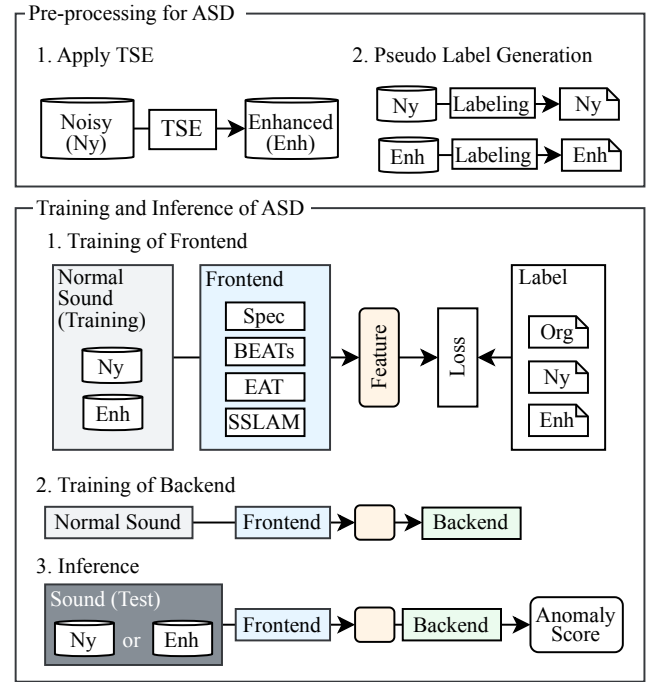 Pre-processing for ASD
1. Apply TSE
Noisy
(Ny)
TSE
Enhanced
(Enh)
2. Pseudo Label Generation
Ny
Labeling
Ny
Enh
Labeling
Enh
Training and Inference of ASD
1. Training of Frontend
Normal
Sound
(Training)
Ny
Enh
Frontend
Spec
BEATs
EAT
SSLAM
Feature
Loss
Label
Org
Ny
Enh
2. Training of Backend
Normal Sound
Frontend
Backend
3. Inference
Sound (Test)
Ny or Enh
Frontend
Backend
Anomaly
Score